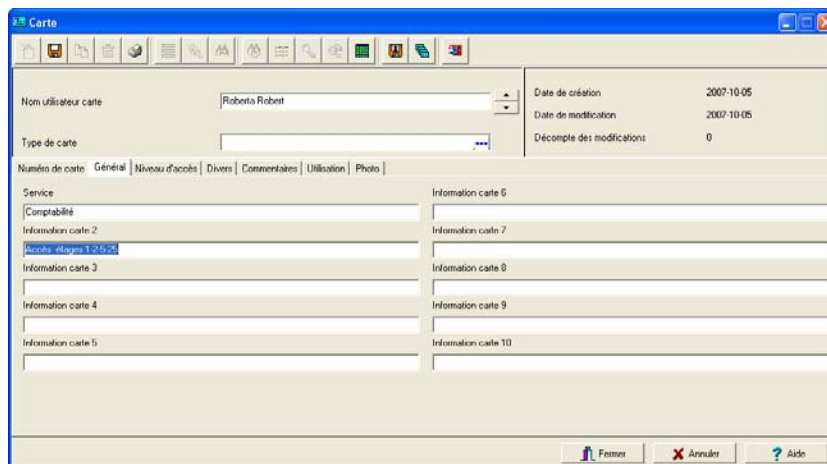 Carte
Nom utilisateur carte
Roberta Robert
Type de carte
Date de création 2007-10-05
Date de modification 2007-10-05
Décompte des modifications 0
Numéro de carte Général Niveau d'accès Divers Commentaires Utilisation Photo
Service
Comptabilité
Information carte 2
Accès étages 1-2-5-25
Information carte 3
Information carte 4
Information carte 5
Information carte 6
Information carte 7
Information carte 8
Information carte 9
Information carte 10
Fermer Annuler Aide